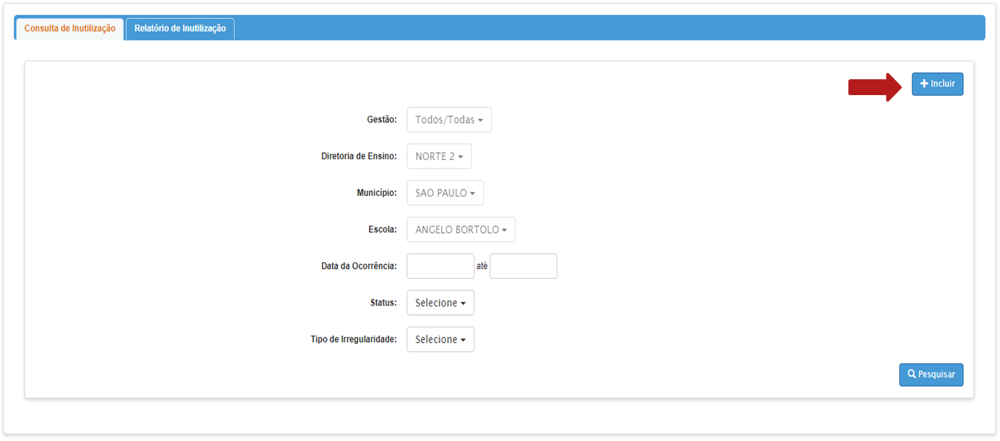 Consulta de Inutilização Relatório de Inutilização
Incluir
Gestão: Todos/Todas
Diretoria de Ensino: NORTE 2
Município: SAO PAULO
Escola: ANGELO BORTOLO
Data da Ocorrência: até
Status: Selecione
Tipo de Irregularidade: Selecione
Pesquisar